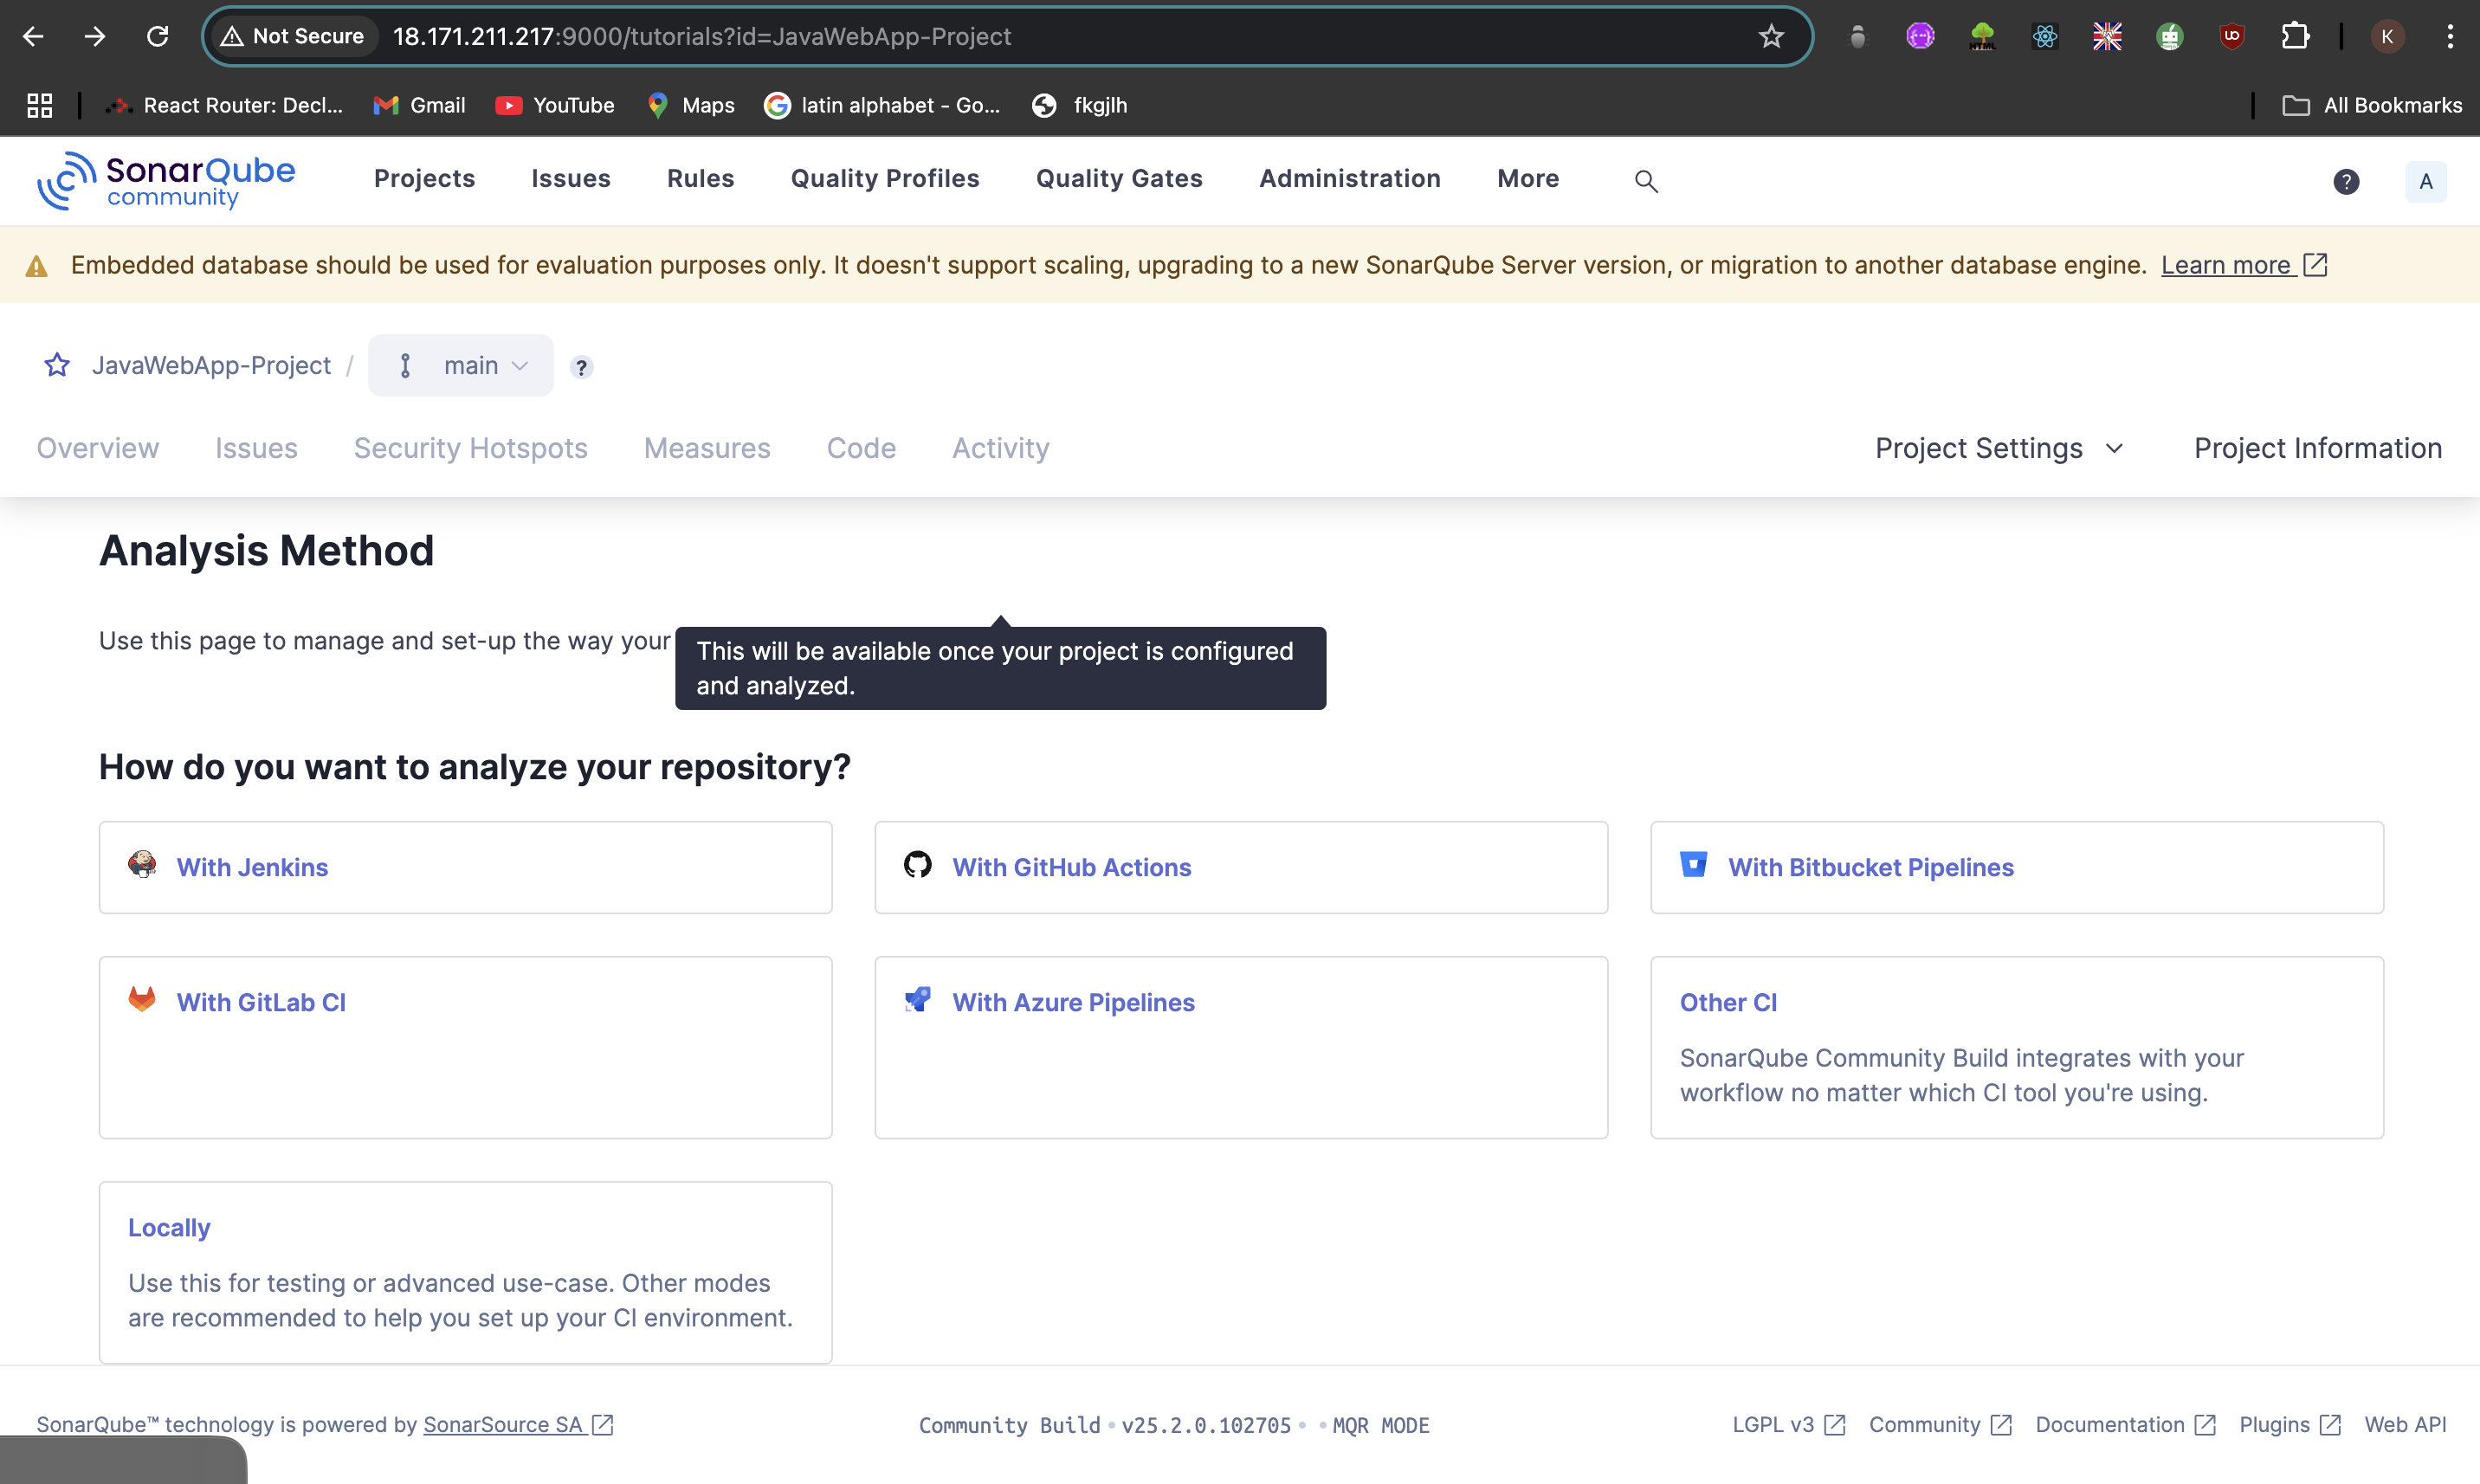 Not Secure 18.171.211.217:9000/tutorials?id=JavaWebApp-Project
K
React Router: Decl... Gmail YouTube Maps latin alphabet - Go... fkgjlh All Bookmarks
SonarQube community
Projects Issues Rules Quality Profiles Quality Gates Administration More ? A
Embedded database should be used for evaluation purposes only. It doesn't support scaling, upgrading to a new SonarQube Server version, or migration to another database engine. Learn more
JavaWebApp-Project / main ?
Overview Issues Security Hotspots Measures Code Activity Project Settings Project Information
Analysis Method
Use this page to manage and set-up the way your
This will be available once your project is configured
and analyzed.
How do you want to analyze your repository?
With Jenkins With GitHub Actions With Bitbucket Pipelines
With GitLab CI With Azure Pipelines Other CI
SonarQube Community Build integrates with your
workflow no matter which CI tool you're using.
Locally
Use this for testing or advanced use-case. Other modes
are recommended to help you set up your CI environment.
SonarQube™ technology is powered by SonarSource SA Community Build • v25.2.0.102705 • • MQR MODE LGPL v3 Community Documentation Plugins Web API